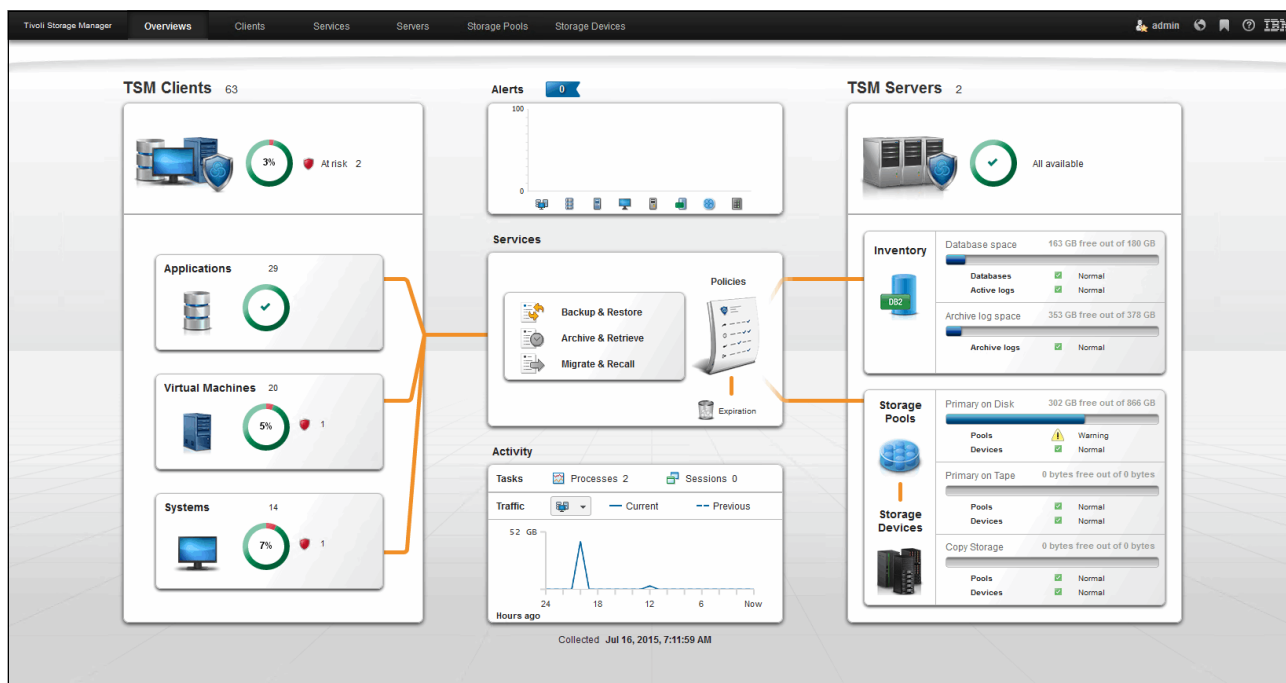 Tivoli Storage Manager Overviews Clients Services Servers Storage Pools Storage Devices admin IBM
TSM Clients 63
3% At risk 2
Applications 29
Virtual Machines 20
5% 1
Systems 14
7% 1
Alerts 0
100
0
Services
Policies
Backup & Restore
Archive & Retrieve
Migrate & Recall
Expiration
Activity
Tasks Processes 2 Sessions 0
Traffic Current Previous
52 GB
24 18 12 6 Now
Hours ago
Collected Jul 16, 2015, 7:11:59 AM
TSM Servers 2
All available
Inventory
DB2
Database space 163 GB free out of 180 GB
Databases Normal
Active logs Normal
Archive log space 353 GB free out of 378 GB
Archive logs Normal
Storage
Pools
Storage
Devices
Primary on Disk 302 GB free out of 866 GB
Pools Warning
Devices Normal
Primary on Tape 0 bytes free out of 0 bytes
Pools Normal
Devices Normal
Copy Storage 0 bytes free out of 0 bytes
Pools Normal
Devices Normal